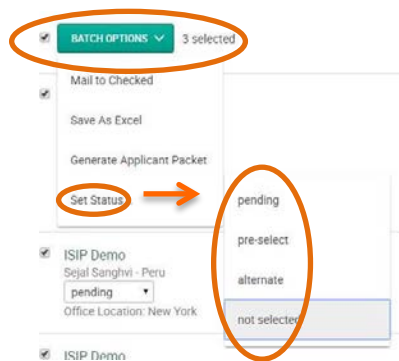 BATCH OPTIONS 3 selected
Mail to Checked
Save As Excel
Generate Applicant Packet
Set Status
pending
pre-select
alternate
not selected
ISIP Demo
Sejal Sanghvi - Peru
pending
Office Location: New York
ISIP Demo